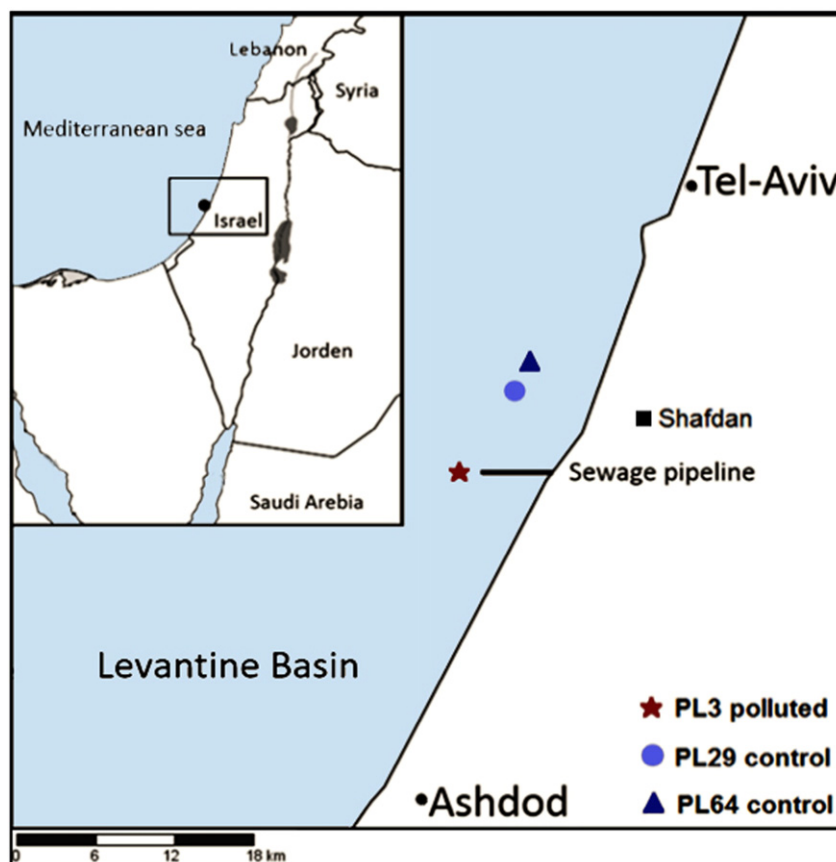 Lebanon
Syria
Mediterranean sea
Israel
Jorden
Saudi Arebia
Tel-Aviv
Shafdan
Sewage pipeline
Levantine Basin
PL3 polluted
PL29 control
PL64 control
Ashdod
0 6 12 18 km